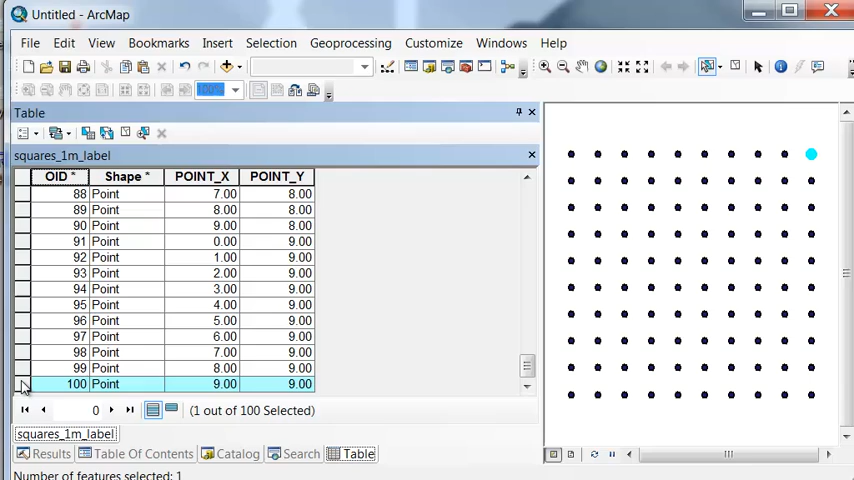 Untitled - ArcMap
File Edit View Bookmarks Insert Selection Geoprocessing Customize Windows Help
100%
Table
squares_1m_label
OID * Shape * POINT_X POINT_Y
88 Point 7.00 8.00
89 Point 8.00 8.00
90 Point 9.00 8.00
91 Point 0.00 9.00
92 Point 1.00 9.00
93 Point 2.00 9.00
94 Point 3.00 9.00
95 Point 4.00 9.00
96 Point 5.00 9.00
97 Point 6.00 9.00
98 Point 7.00 9.00
99 Point 8.00 9.00
100 Point 9.00 9.00
0 (1 out of 100 Selected)
squares_1m_label
Results Table Of Contents Catalog Search Table
Number of features selected: 1